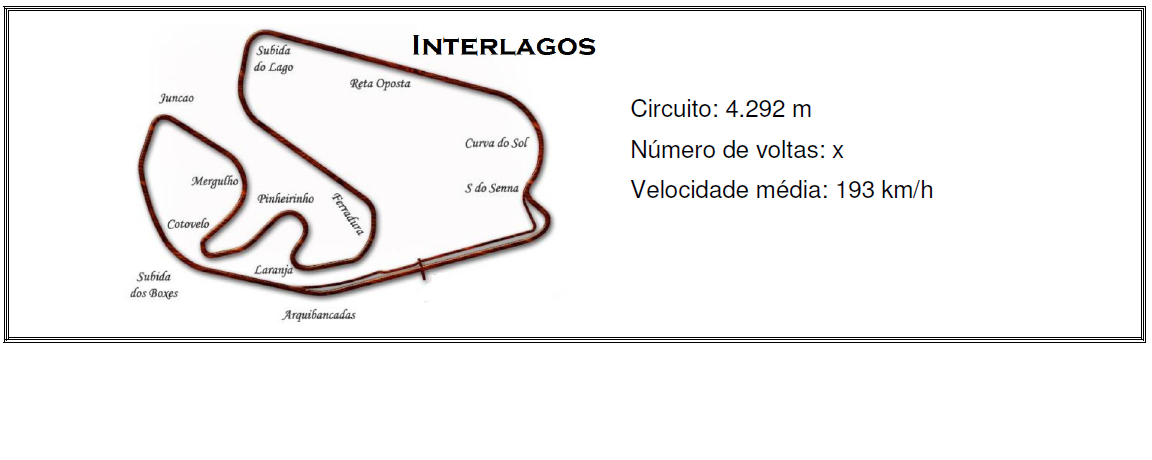 INTERLAGOS
Subida
do Lago
Reta Oposta
Juncao
Curva do Sol
Mergulho
S do Senna
Pinheirinho
Ferradura
Cotovelo
Laranja
Subida
dos Boxes
Arquibancadas
Circuito: 4.292 m
Número de voltas: x
Velocidade média: 193 km/h